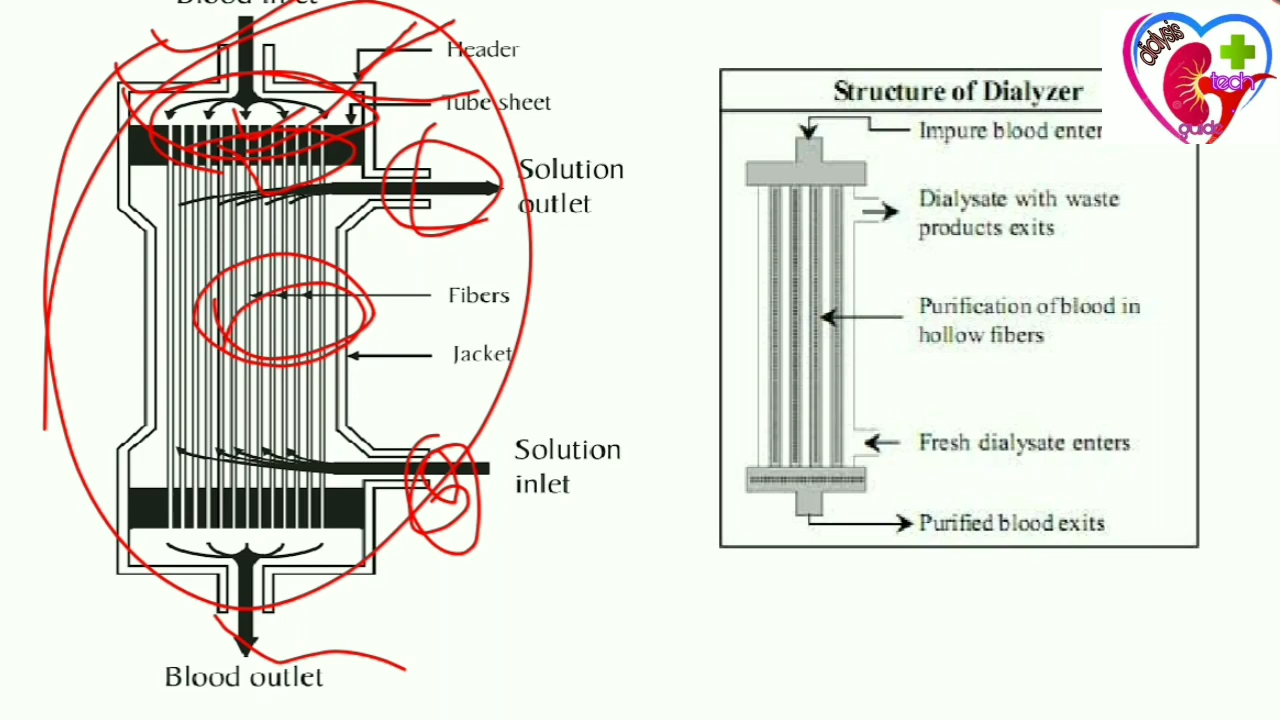 Blood inlet
Header
Tube sheet
Solution
outlet
Fibers
Jacket
Solution
inlet
Blood outlet
Structure of Dialyzer
Impure blood enter
Dialysate with waste
products exits
Purification of blood in
hollow fibers
Fresh dialysate enters
Purified blood exits
dialysis
tech
guide